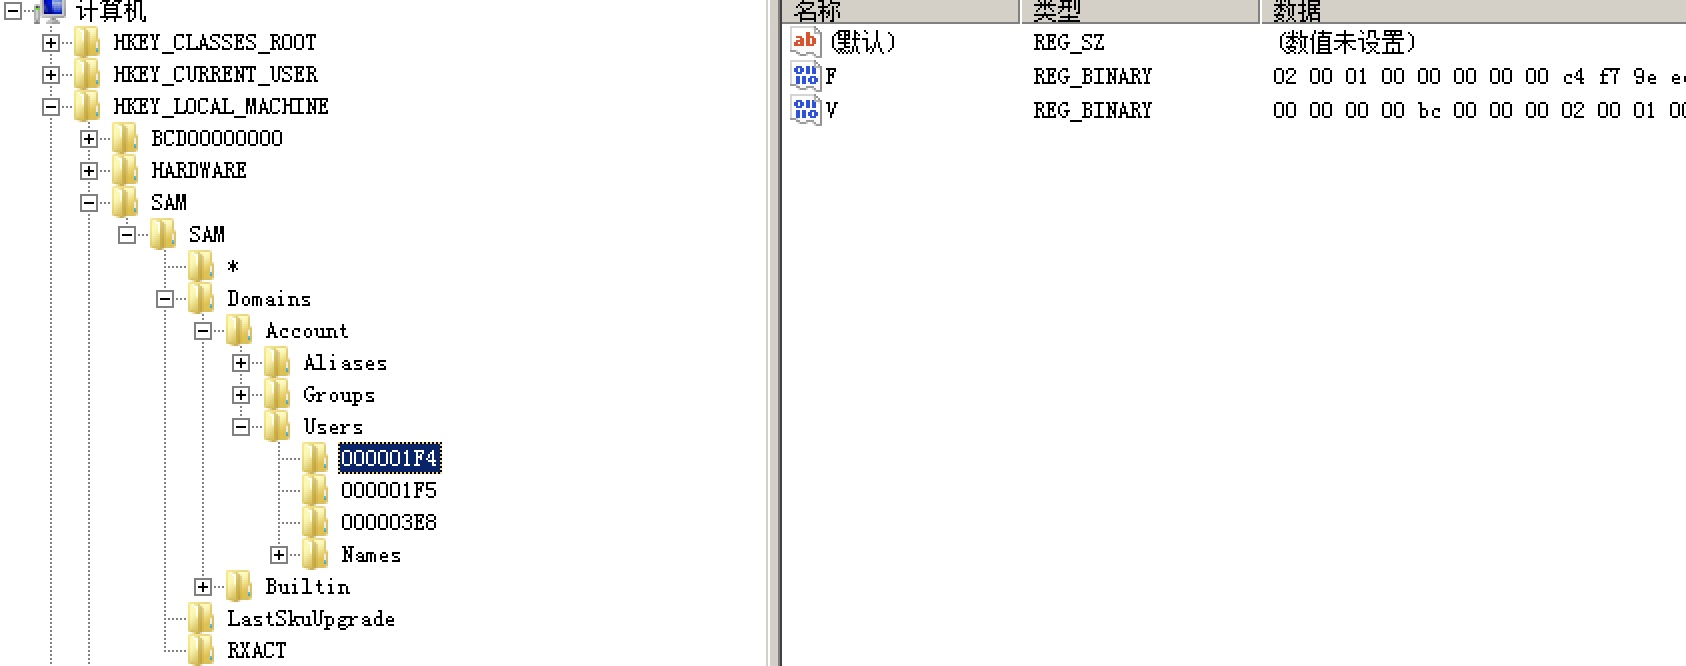 计算机
HKEY_CLASSES_ROOT
HKEY_CURRENT_USER
HKEY_LOCAL_MACHINE
BCD00000000
HARDWARE
SAM
SAM
*
Domains
Account
Aliases
Groups
Users
000001F4
000001F5
000003E8
Names
Builtin
LastSkuUpgrade
RXACT
名称 类型 数据
(默认) REG_SZ (数值未设置)
F REG_BINARY 02 00 01 00 00 00 00 00 c4 f7 9e
V REG_BINARY 00 00 00 00 bc 00 00 00 02 00 01